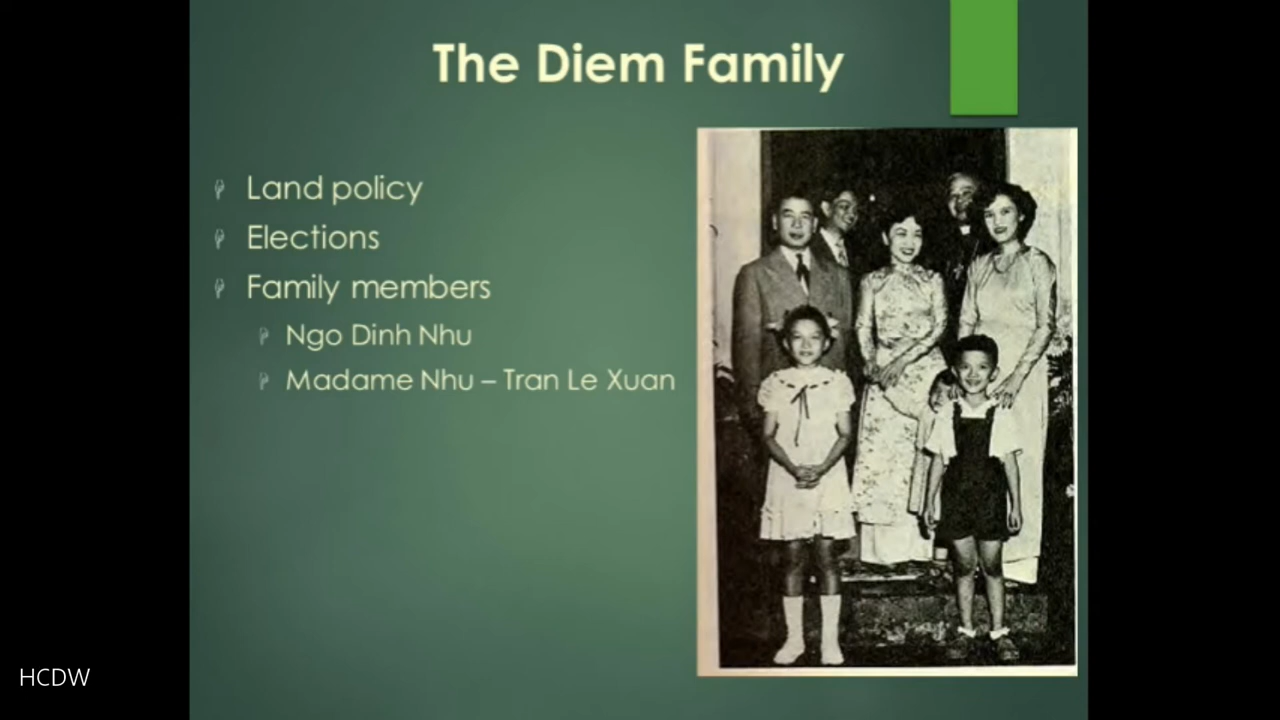 The Diem Family
Land policy
Elections
Family members
Ngo Dinh Nhu
Madame Nhu – Tran Le Xuan
HCDW